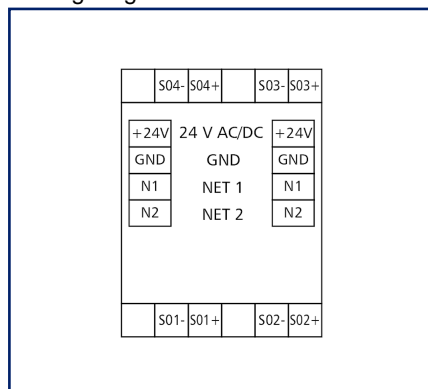 S04- S04+ S03- S03+
+24V 24 V AC/DC +24V
GND GND GND
N1 NET 1 N1
N2 NET 2 N2
S01- S01+ S02- S02+